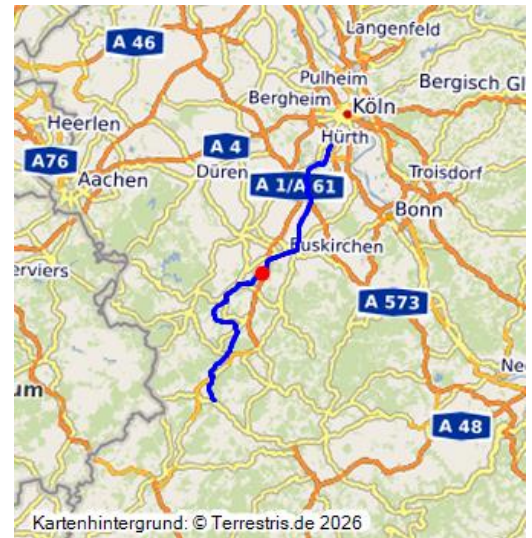 Langenfeld
A 46
Pulheim
Bergisch Gl
Bergheim
Köln
Heerlen
Hürth
A 4
A76
Düren
Troisdorf
Aachen
A 1/A 61
Bonn
Euskirchen
erviers
A 573
Ne
um
A 48
Kartenhintergrund: © Terrestris.de 2026